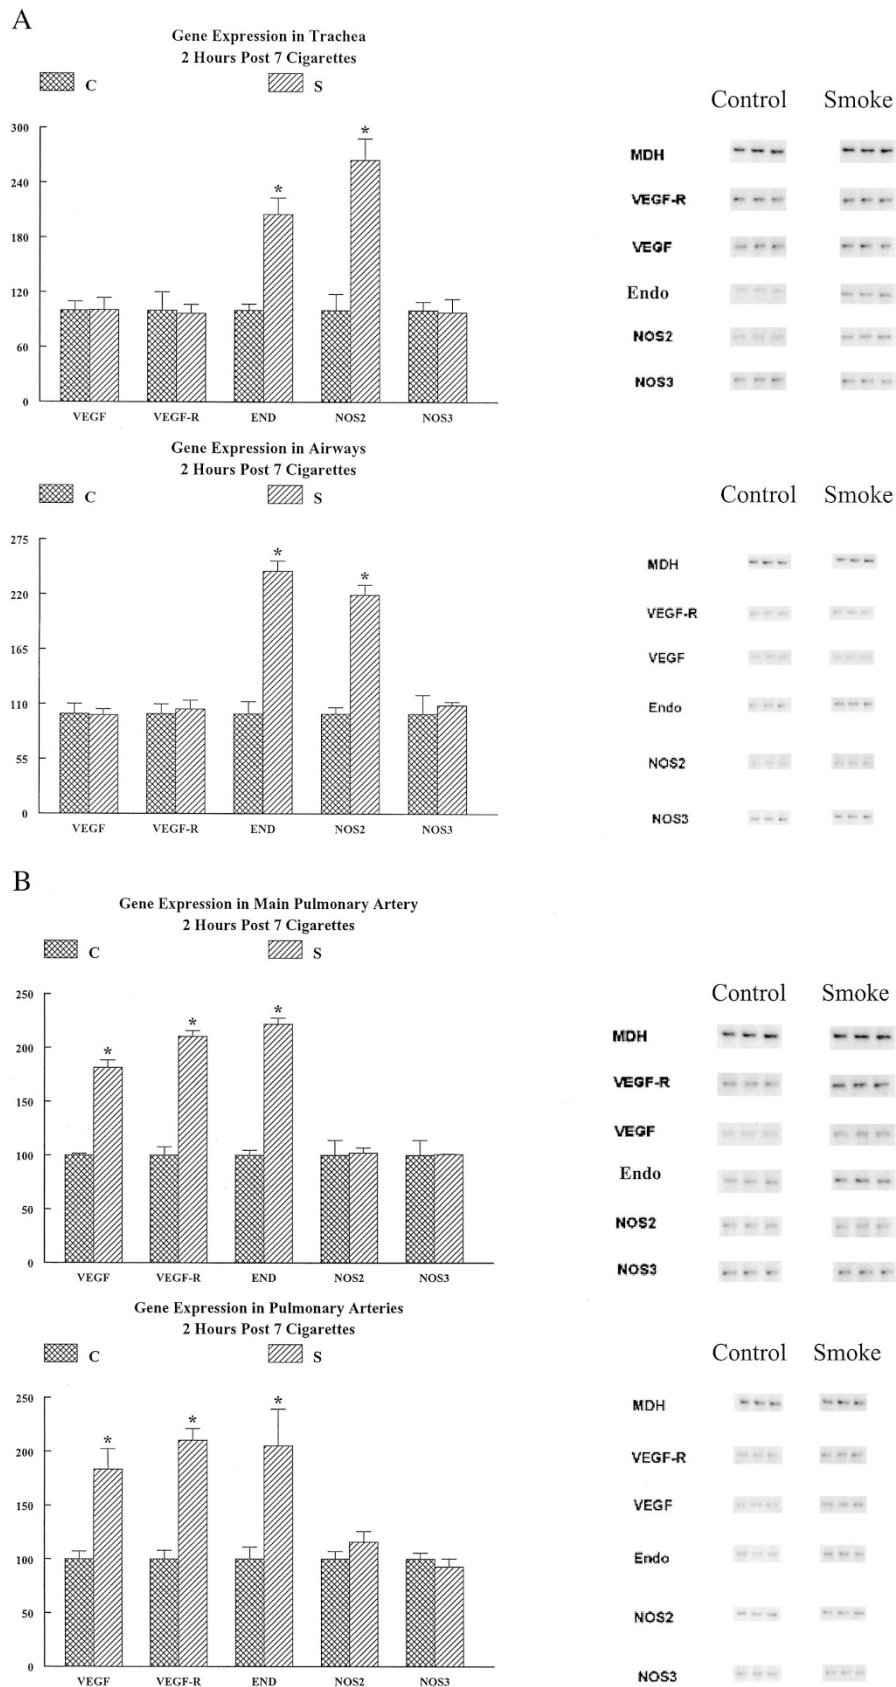 A
Gene Expression in Trachea
2 Hours Post 7 Cigarettes
C
S
300
240
180
120
60
0
*
*
VEGF
VEGF-R
END
NOS2
NOS3
Control
Smoke
MDH
VEGF-R
VEGF
Endo
NOS2
NOS3
Gene Expression in Airways
2 Hours Post 7 Cigarettes
C
S
275
220
165
110
55
0
*
*
VEGF
VEGF-R
END
NOS2
NOS3
Control
Smoke
MDH
VEGF-R
VEGF
Endo
NOS2
NOS3
B
Gene Expression in Main Pulmonary Artery
2 Hours Post 7 Cigarettes
C
S
250
200
150
100
50
0
*
*
*
VEGF
VEGF-R
END
NOS2
NOS3
Control
Smoke
MDH
VEGF-R
VEGF
Endo
NOS2
NOS3
Gene Expression in Pulmonary Arteries
2 Hours Post 7 Cigarettes
C
S
250
200
150
100
50
0
*
*
*
VEGF
VEGF-R
END
NOS2
NOS3
Control
Smoke
MDH
VEGF-R
VEGF
Endo
NOS2
NOS3